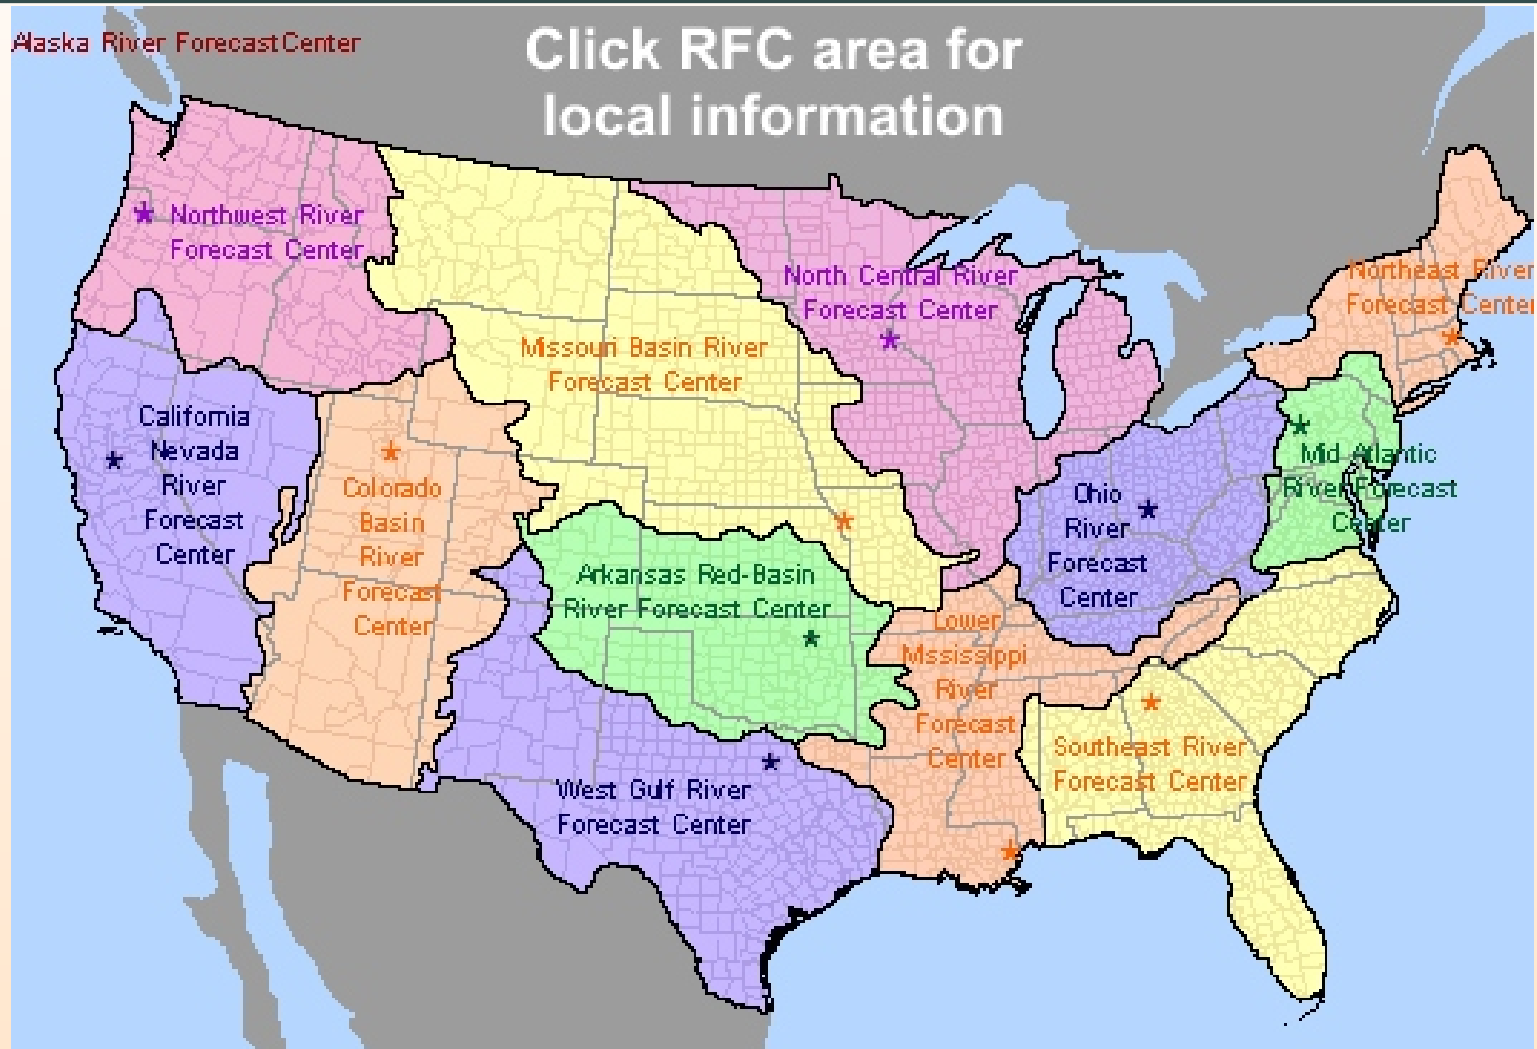 Alaska River ForecastCenter
Click RFC area for
local information
Northwest River
Forecast Center
North Central River
Forecast Center
Northeast River
Forecast Center
Missouri Basin River
Forecast Center
California
Nevada
River
Forecast
Center
Colorado
Basin
River
Forecast
Center
Ohio
River
Forecast
Center
Mid Atlantic
River Forecast
Center
Arkansas Red-Basin
River Forecast Center
Lower
Mississippi
River
Forecast
Center
Southeast River
Forecast Center
West Gulf River
Forecast Center